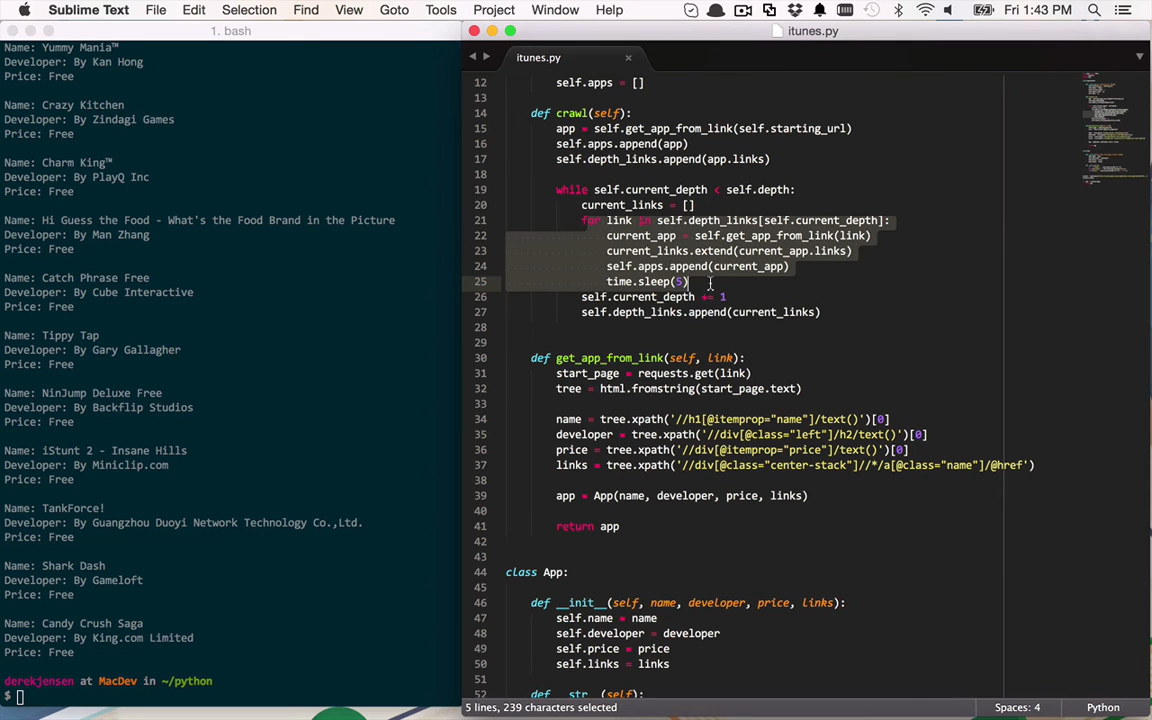 Sublime Text File Edit Selection Find View Goto Tools Project Window Help Fri 1:43 PM
1. bash
Name: Yummy Mania™
Developer: By Kan Hong
Price: Free
Name: Crazy Kitchen
Developer: By Zindagi Games
Price: Free
Name: Charm King™
Developer: By PlayQ Inc
Price: Free
Name: Hi Guess the Food - What's the Food Brand in the Picture
Developer: By Man Zhang
Price: Free
Name: Catch Phrase Free
Developer: By Cube Interactive
Price: Free
Name: Tippy Tap
Developer: By Gary Gallagher
Price: Free
Name: NinJump Deluxe Free
Developer: By Backflip Studios
Price: Free
Name: iStunt 2 - Insane Hills
Developer: By Miniclip.com
Price: Free
Name: TankForce!
Developer: By Guangzhou Duoyi Network Technology Co.,Ltd.
Price: Free
Name: Shark Dash
Developer: By Gameloft
Price: Free
Name: Candy Crush Saga
Developer: By King.com Limited
Price: Free
derekjensen at MacDev in ~/python
$
itunes.py
itunes.py
12 self.apps = []
13
14 def crawl(self):
15 app = self.get_app_from_link(self.starting_url)
16 self.apps.append(app)
17 self.depth_links.append(app.links)
18
19 while self.current_depth < self.depth:
20 current_links = []
21 for link in self.depth_links[self.current_depth]:
22 current_app = self.get_app_from_link(link)
23 current_links.extend(current_app.links)
24 self.apps.append(current_app)
25 time.sleep(5)
26 self.current_depth += 1
27 self.depth_links.append(current_links)
28
29
30 def get_app_from_link(self, link):
31 start_page = requests.get(link)
32 tree = html.fromstring(start_page.text)
33
34 name = tree.xpath('//h1[@itemprop="name"]/text()')[0]
35 developer = tree.xpath('//div[@class="left"]/h2/text()')[0]
36 price = tree.xpath('//div[@itemprop="price"]/text()')[0]
37 links = tree.xpath('//div[@class="center-stack"]//*/a[@class="name"]/@href')
38
39 app = App(name, developer, price, links)
40
41 return app
42
43
44 class App:
45
46 def __init__(self, name, developer, price, links):
47 self.name = name
48 self.developer = developer
49 self.price = price
50 self.links = links
51
52 def __str__(self):
5 lines, 239 characters selected Spaces: 4 Python